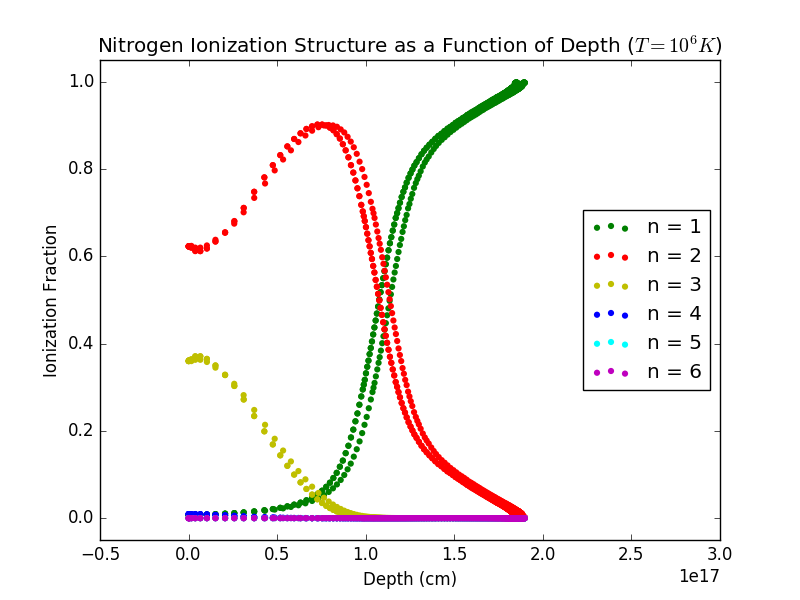 Nitrogen Ionization Structure as a Function of Depth (T = 10⁶K)
Ionization Fraction
1.0
0.8
0.6
0.4
0.2
0.0
n = 1
n = 2
n = 3
n = 4
n = 5
n = 6
−0.5 0.0 0.5 1.0 1.5 2.0 2.5 3.0
1e17
Depth (cm)